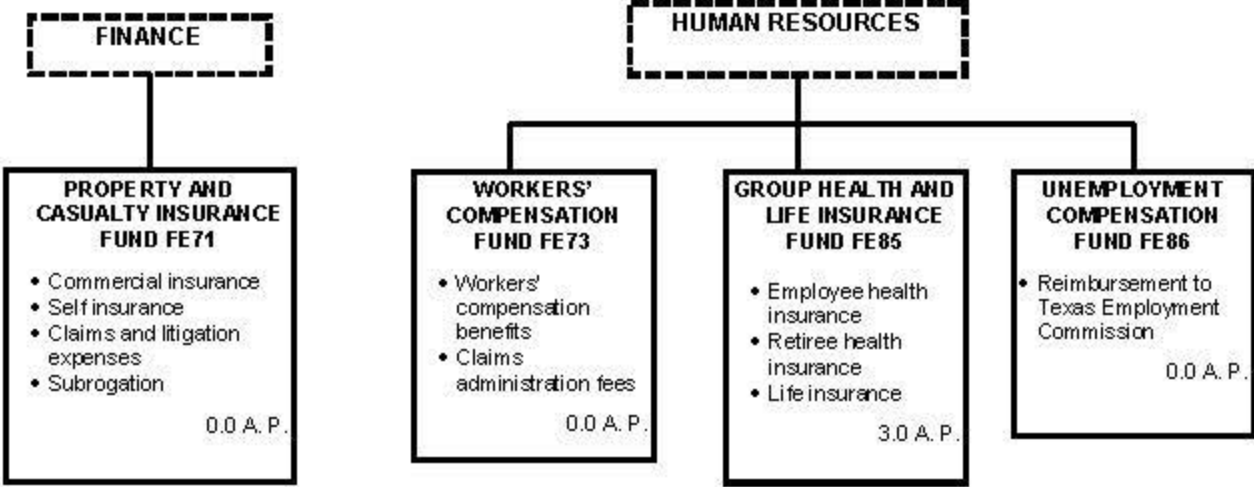 FINANCE
HUMAN RESOURCES
PROPERTY AND
CASUALTY INSURANCE
FUND FE71
• Commercial insurance
• Self insurance
• Claims and litigation
expenses
• Subrogation
0.0 A. P.
WORKERS'
COMPENSATION
FUND FE73
• Workers'
compensation
benefits
• Claims
administration fees
0.0 A. P.
GROUP HEALTH AND
LIFE INSURANCE
FUND FE85
• Employee health
insurance
• Retiree health
insurance
• Life insurance
3.0 A. P.
UNEMPLOYMENT
COMPENSATION
FUND FE86
• Reimbursement to
Texas Employment
Commission
0.0 A. P.